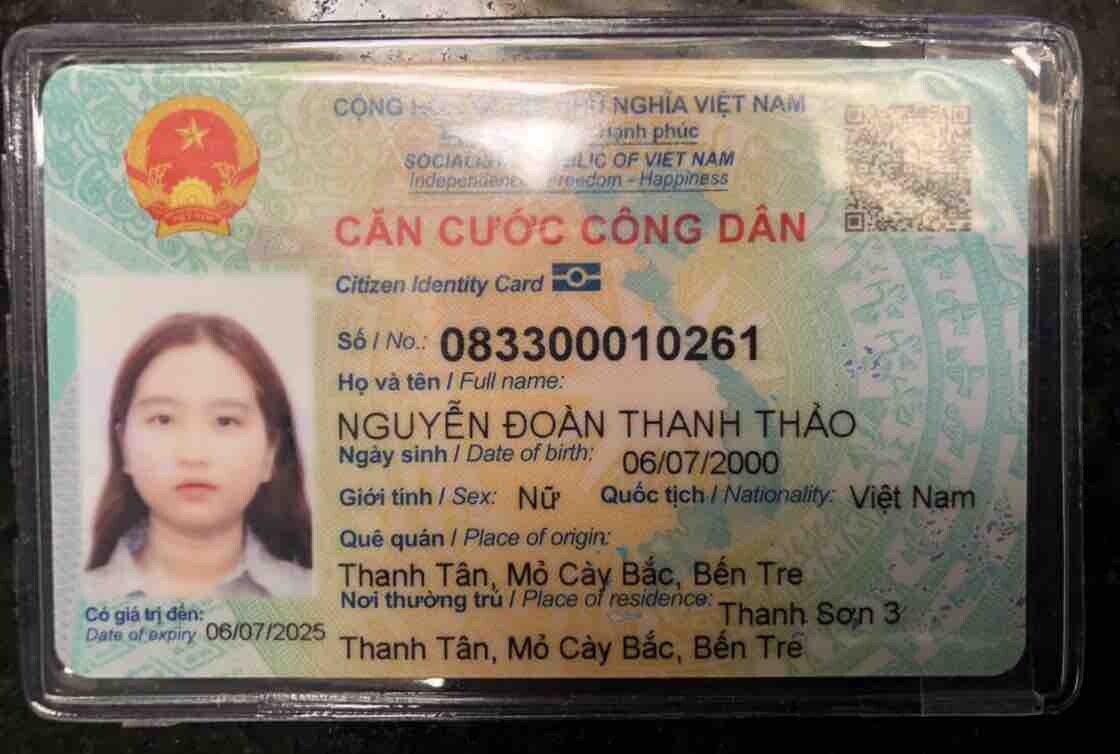 CỘNG NGHĨA VIỆT NAM
Hạnh phúc
SOCIALIST OF VIET NAM
Independence Freedom - Happiness
CĂN CƯỚC CÔNG DÂN
Citizen Identity Card
Số / No.: 083300010261
Họ và tên / Full name:
NGUYỄN ĐOÀN THANH THẢO
Ngày sinh / Date of birth: 06/07/2000
Giới tính / Sex: Nữ Quốc tịch / Nationality: Việt Nam
Quê quán / Place of origin:
Thanh Tân, Mỏ Cày Bắc, Bến Tre
Nơi thường trú / Place of residence: Thanh Sơn 3
Thanh Tân, Mỏ Cày Bắc, Bến Tre
Có giá trị đến:
Date of expiry 06/07/2025